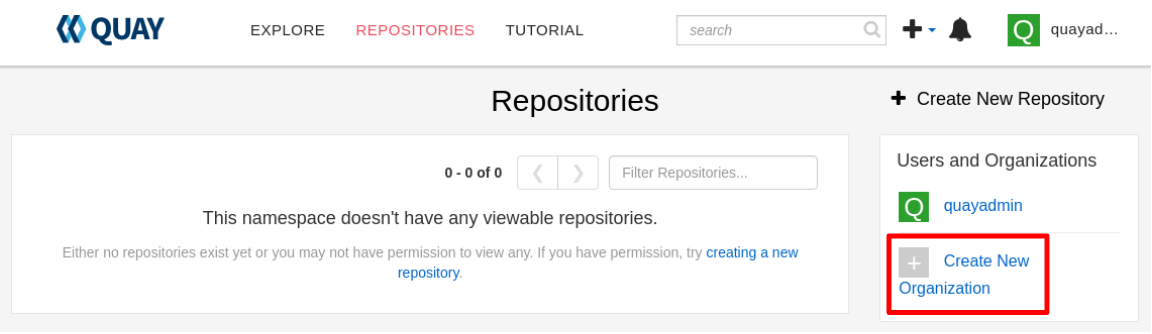 QUAY EXPLORE REPOSITORIES TUTORIAL search Q quayad...
Repositories
+ Create New Repository
0 - 0 of 0 Filter Repositories...
This namespace doesn't have any viewable repositories.
Either no repositories exist yet or you may not have permission to view any. If you have permission, try creating a new
repository.
Users and Organizations
Q quayadmin
+ Create New
Organization